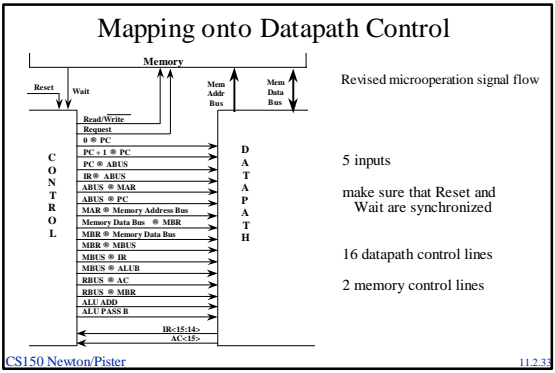 Mapping onto Datapath Control
Memory
Reset
Wait
Mem
Addr
Bus
Mem
Data
Bus
Revised microoperation signal flow
Read/Write
Request
0 ® PC
PC + 1 ® PC
PC ® ABUS
IR ® ABUS
ABUS ® MAR
ABUS ® PC
MAR ® Memory Address Bus
Memory Data Bus ® MBR
MBR ® Memory Data Bus
MBR ® MBUS
MBUS ® IR
MBUS ® ALUB
RBUS ® AC
RBUS ® MBR
ALU ADD
ALU PASS B
IR<15:14>
AC<15>
CONTROL
DATAPATH
5 inputs
make sure that Reset and
Wait are synchronized
16 datapath control lines
2 memory control lines
CS150 Newton/Pister
11.2.33